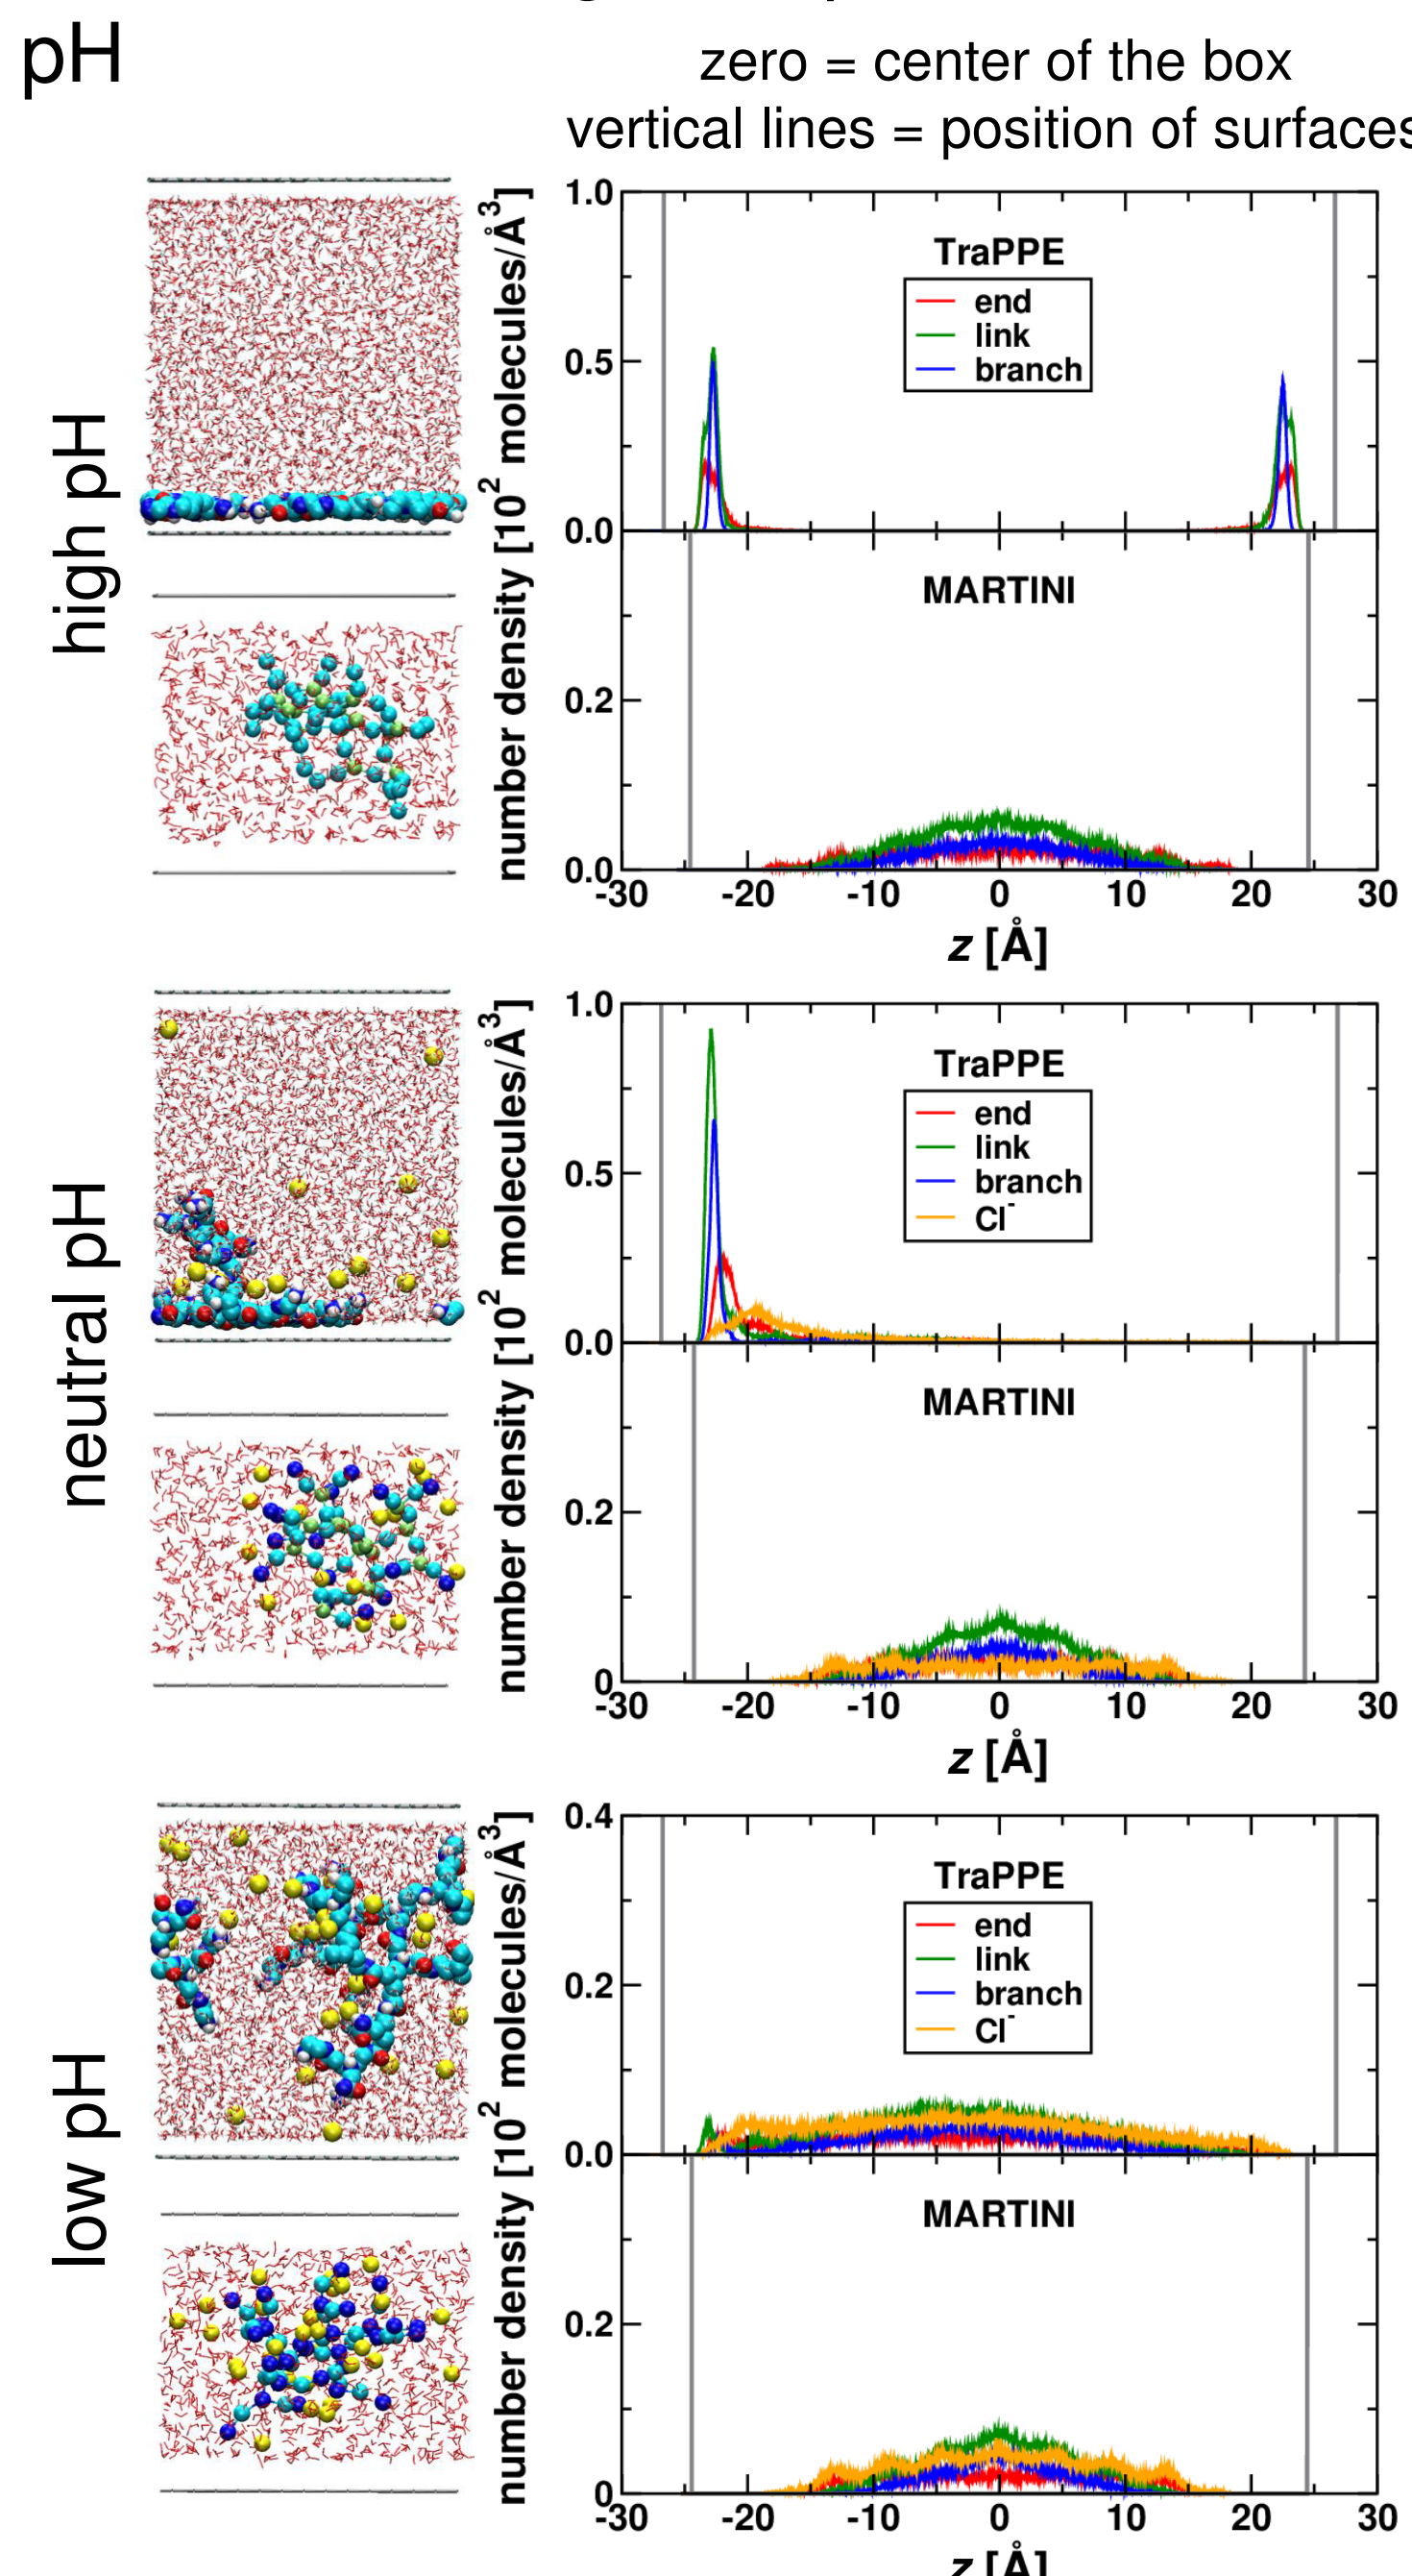 pH
zero = center of the box
vertical lines = position of surfaces
high pH
number density [10² molecules/Å³]
1.0
0.5
0.0
TraPPE
end
link
branch
MARTINI
0.2
0.0
-30 -20 -10 0 10 20 30
z [Å]
neutral pH
number density [10² molecules/Å³]
1.0
0.5
0.0
TraPPE
end
link
branch
Cl⁻
MARTINI
0.2
0
-30 -20 -10 0 10 20 30
z [Å]
low pH
number density [10² molecules/Å³]
0.4
0.2
0.0
TraPPE
end
link
branch
Cl⁻
MARTINI
0.2
0
-30 -20 -10 0 10 20 30
z [Å]